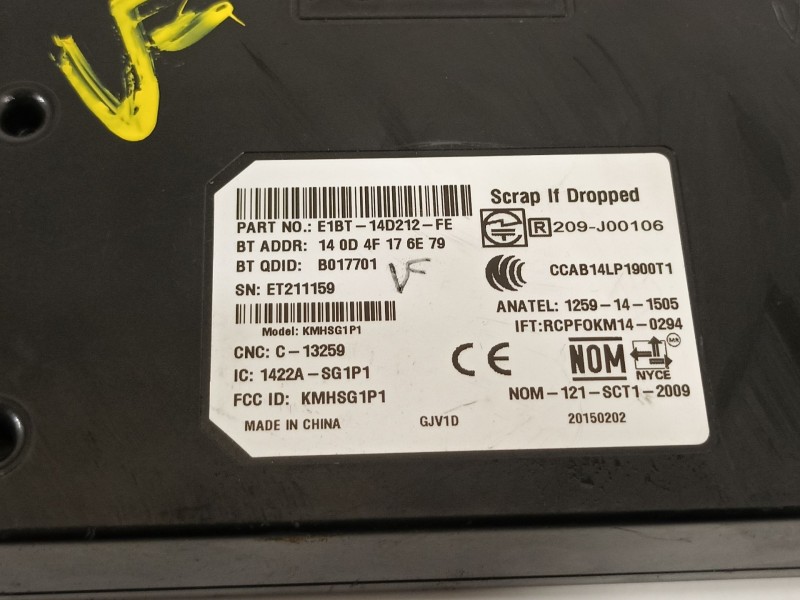 VF
Scrap If Dropped
PART NO.: E1BT-14D212-FE
R 209-J00106
BT ADDR: 14 0D 4F 17 6E 79
BT QDID: B017701
VF
CCAB14LP1900T1
SN: ET211159
ANATEL: 1259-14-1505
Model: KMHSG1P1
IFT:RCPFOKM14-0294
CNC: C-13259
CE
NOM
MR
NYCE
IC: 1422A-SG1P1
FCC ID: KMHSG1P1
NOM-121-SCT1-2009
MADE IN CHINA
GJV1D
20150202